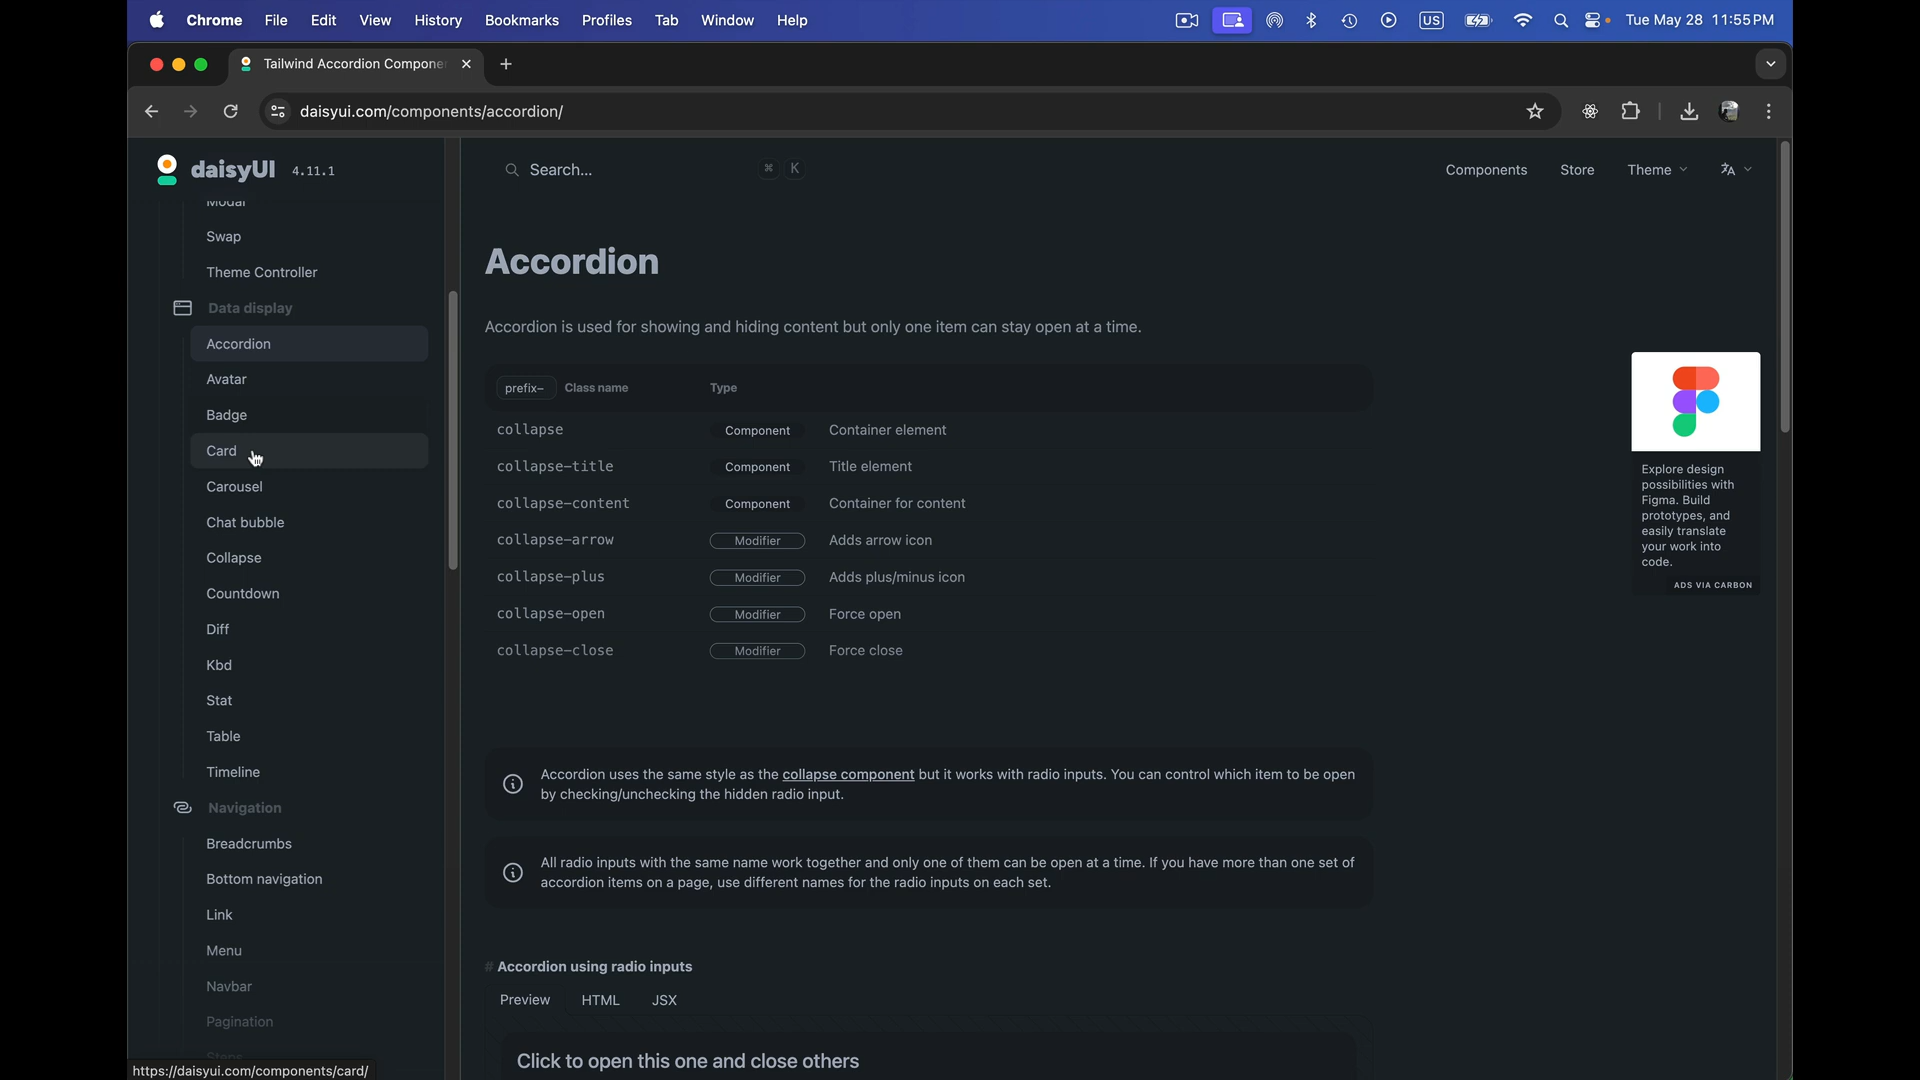 Chrome File Edit View History Bookmarks Profiles Tab Window Help US Tue May 28 11:55 PM
Tailwind Accordion Compone
daisyui.com/components/accordion/
daisyUI 4.11.1
Search... ⌘ K
Components Store Theme
Modal
Swap
Theme Controller
Data display
Accordion
Avatar
Badge
Card
Carousel
Chat bubble
Collapse
Countdown
Diff
Kbd
Stat
Table
Timeline
Navigation
Breadcrumbs
Bottom navigation
Link
Menu
Navbar
Pagination
Steps
https://daisyui.com/components/card/
Accordion
Accordion is used for showing and hiding content but only one item can stay open at a time.
prefix- Class name Type
collapse Component Container element
collapse-title Component Title element
collapse-content Component Container for content
collapse-arrow Modifier Adds arrow icon
collapse-plus Modifier Adds plus/minus icon
collapse-open Modifier Force open
collapse-close Modifier Force close
Accordion uses the same style as the collapse component but it works with radio inputs. You can control which item to be open
by checking/unchecking the hidden radio input.
All radio inputs with the same name work together and only one of them can be open at a time. If you have more than one set of
accordion items on a page, use different names for the radio inputs on each set.
# Accordion using radio inputs
Preview HTML JSX
Click to open this one and close others
Explore design
possibilities with
Figma. Build
prototypes, and
easily translate
your work into
code.
ADS VIA CARBON